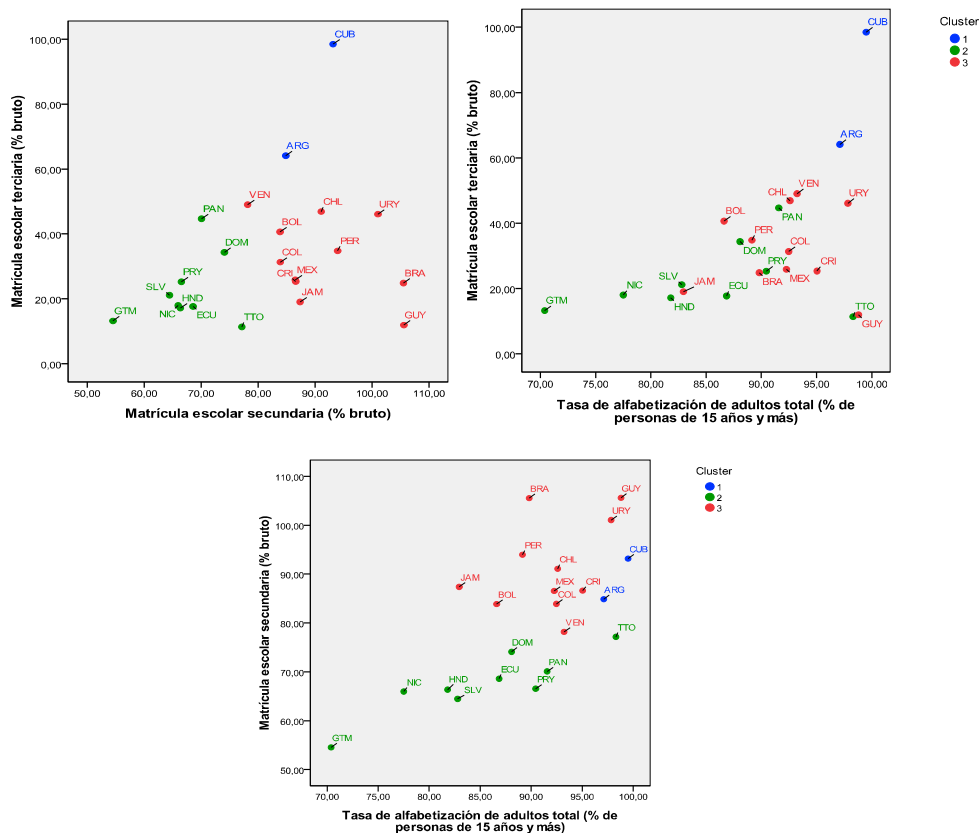 Matrícula escolar terciaria (% bruto)
100,00
80,00
60,00
40,00
20,00
0,00
CUB
ARG
VEN
CHL
URY
PAN
BOL
DOM
PER
COL
PRY
CRI
MEX
BRA
SLV
HND
JAM
GTM
NIC
ECU
TTO
GUY
50,00 60,00 70,00 80,00 90,00 100,00 110,00
Matrícula escolar secundaria (% bruto)
Matrícula escolar terciaria (% bruto)
100,00
80,00
60,00
40,00
20,00
0,00
CUB
ARG
CHL
VEN
URY
BOL
PAN
PER
DOM
COL
PRY
CRI
SLV
BRA
MEX
NIC
JAM
ECU
GTM
HND
TTO
GUY
70,00 75,00 80,00 85,00 90,00 95,00 100,00
Tasa de alfabetización de adultos total (% de
personas de 15 años y más)
Cluster
1
2
3
Matrícula escolar secundaria (% bruto)
110,00
100,00
90,00
80,00
70,00
60,00
50,00
BRA
GUY
URY
PER
CUB
CHL
JAM
MEX
CRI
BOL
COL
ARG
VEN
TTO
DOM
ECU
PAN
NIC
HND
SLV
PRY
GTM
70,00 75,00 80,00 85,00 90,00 95,00 100,00
Tasa de alfabetización de adultos total (% de
personas de 15 años y más)
Cluster
1
2
3